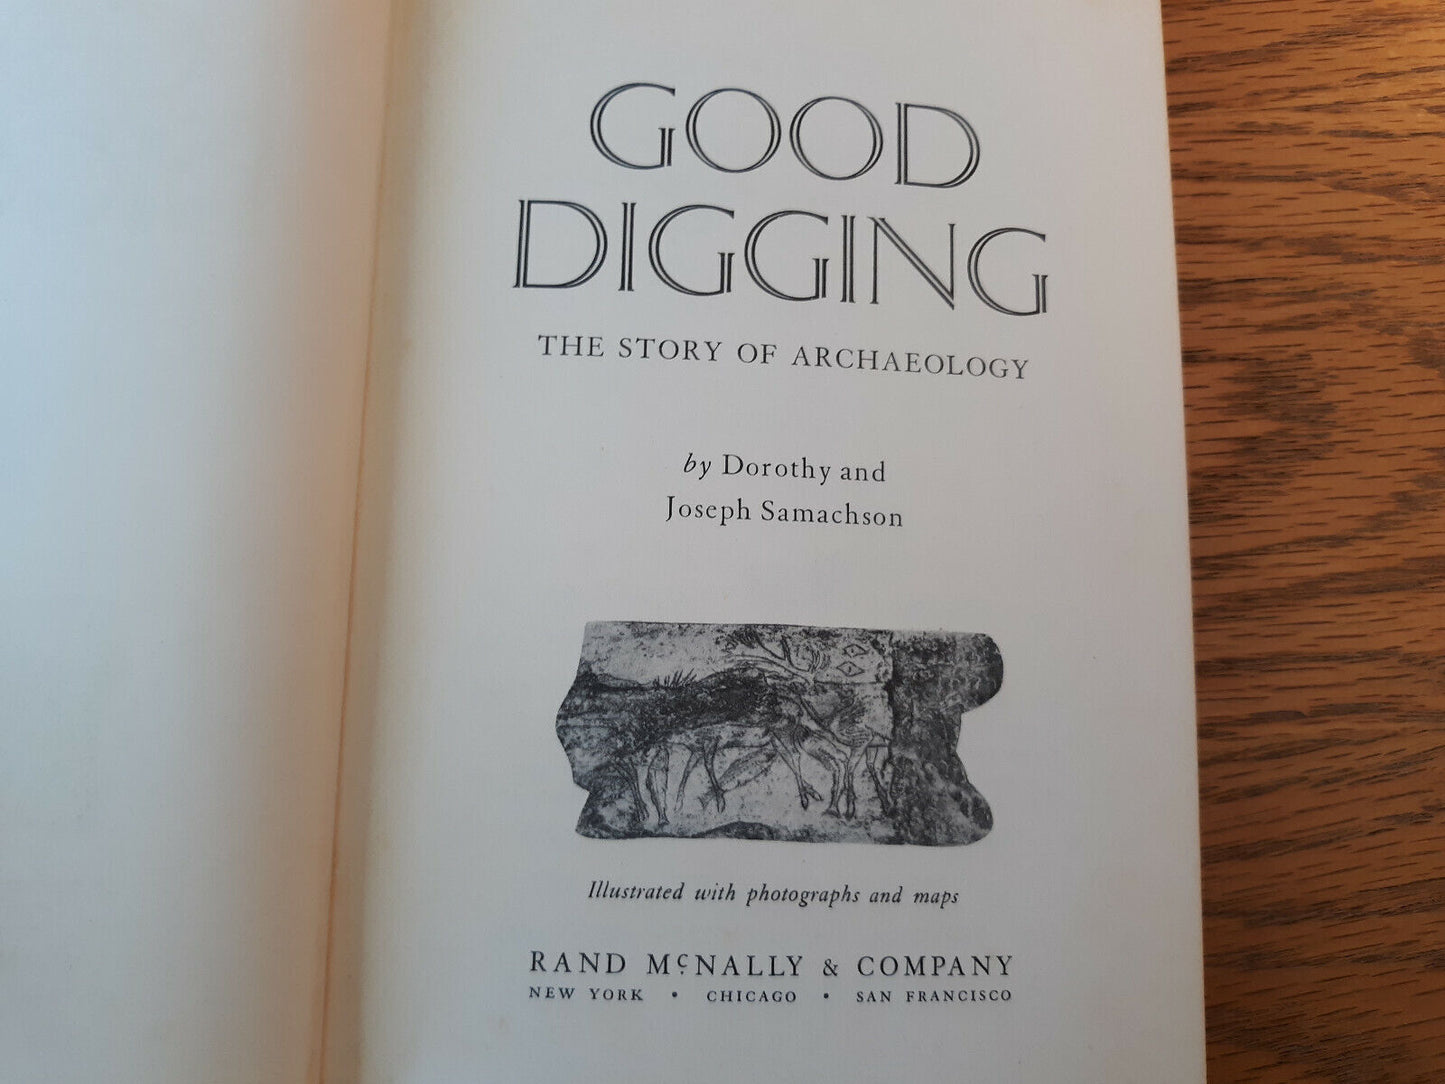 GOOD
DIGGING
THE STORY OF ARCHAEOLOGY
by Dorothy and
Joseph Samachson
Illustrated with photographs and maps
RAND McNALLY & COMPANY
NEW YORK • CHICAGO • SAN FRANCISCO